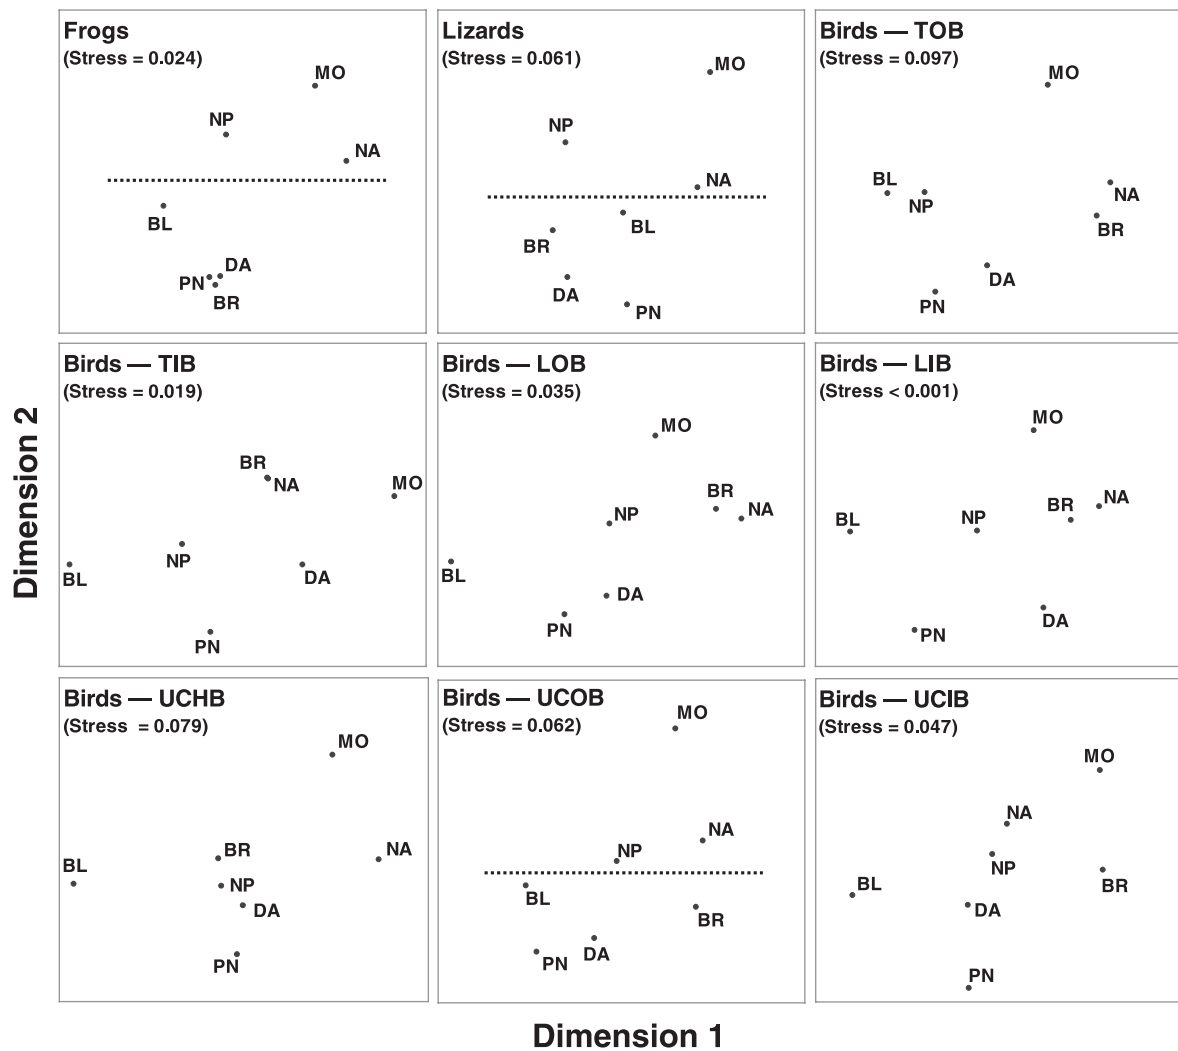 Frogs
(Stress = 0.024)
MO
NP
NA
BL
DA
PN
BR
Lizards
(Stress = 0.061)
MO
NP
NA
BL
BR
DA
PN
Birds — TOB
(Stress = 0.097)
MO
BL
NP
NA
BR
DA
PN
Birds — TIB
(Stress = 0.019)
BR
NA
MO
NP
BL
DA
PN
Birds — LOB
(Stress = 0.035)
MO
BR
NP
NA
BL
DA
PN
Birds — LIB
(Stress < 0.001)
MO
BL
NP
BR
NA
DA
PN
Birds — UCHB
(Stress = 0.079)
MO
BR
NA
BL
NP
DA
PN
Birds — UCOB
(Stress = 0.062)
MO
NA
NP
BL
BR
DA
PN
Birds — UCIB
(Stress = 0.047)
MO
NA
NP
BL
BR
DA
PN
Dimension 2
Dimension 1